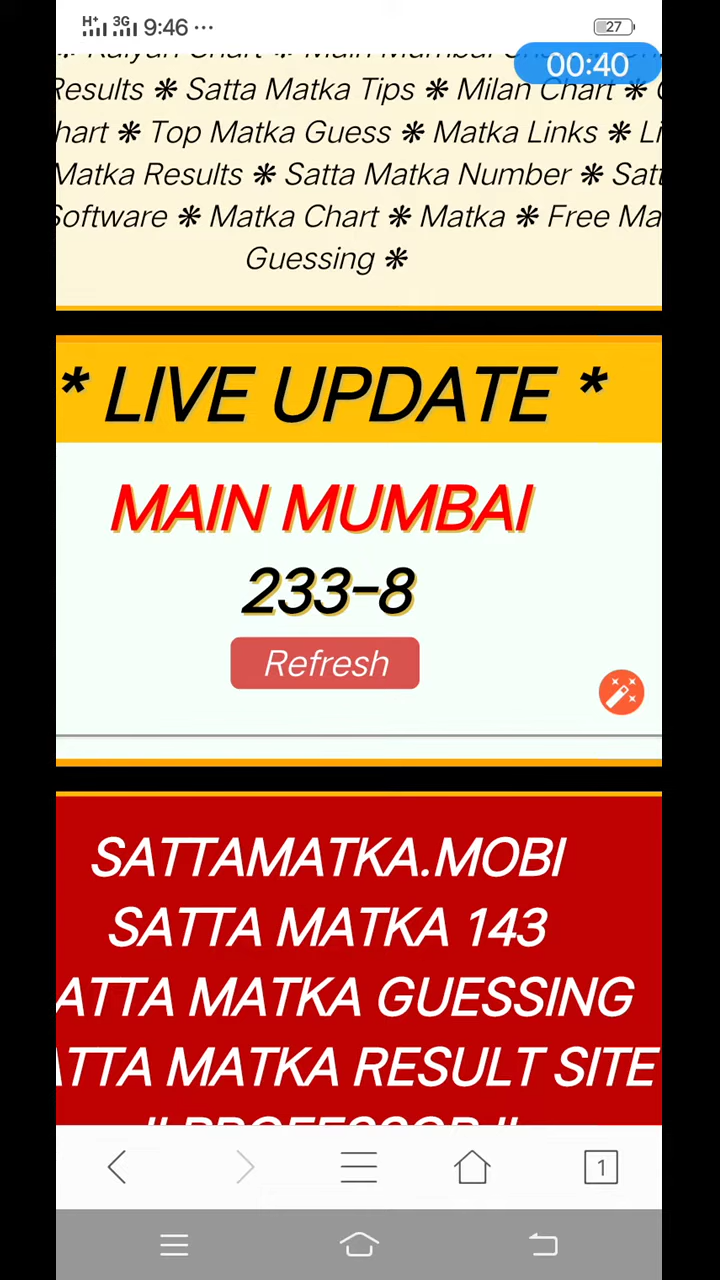 H+ 3G 9:46 ···
27
00:40
Results ❋ Satta Matka Tips ❋ Milan Chart ❋
❋ Top Matka Guess ❋ Matka Links ❋
Matka Results ❋ Satta Matka Number ❋
Software ❋ Matka Chart ❋ Matka ❋ Free
Guessing ❋
* LIVE UPDATE *
MAIN MUMBAI
233-8
Refresh
SATTAMATKA.MOBI
SATTA MATKA 143
ATTA MATKA GUESSING
ATTA MATKA RESULT SITE
1